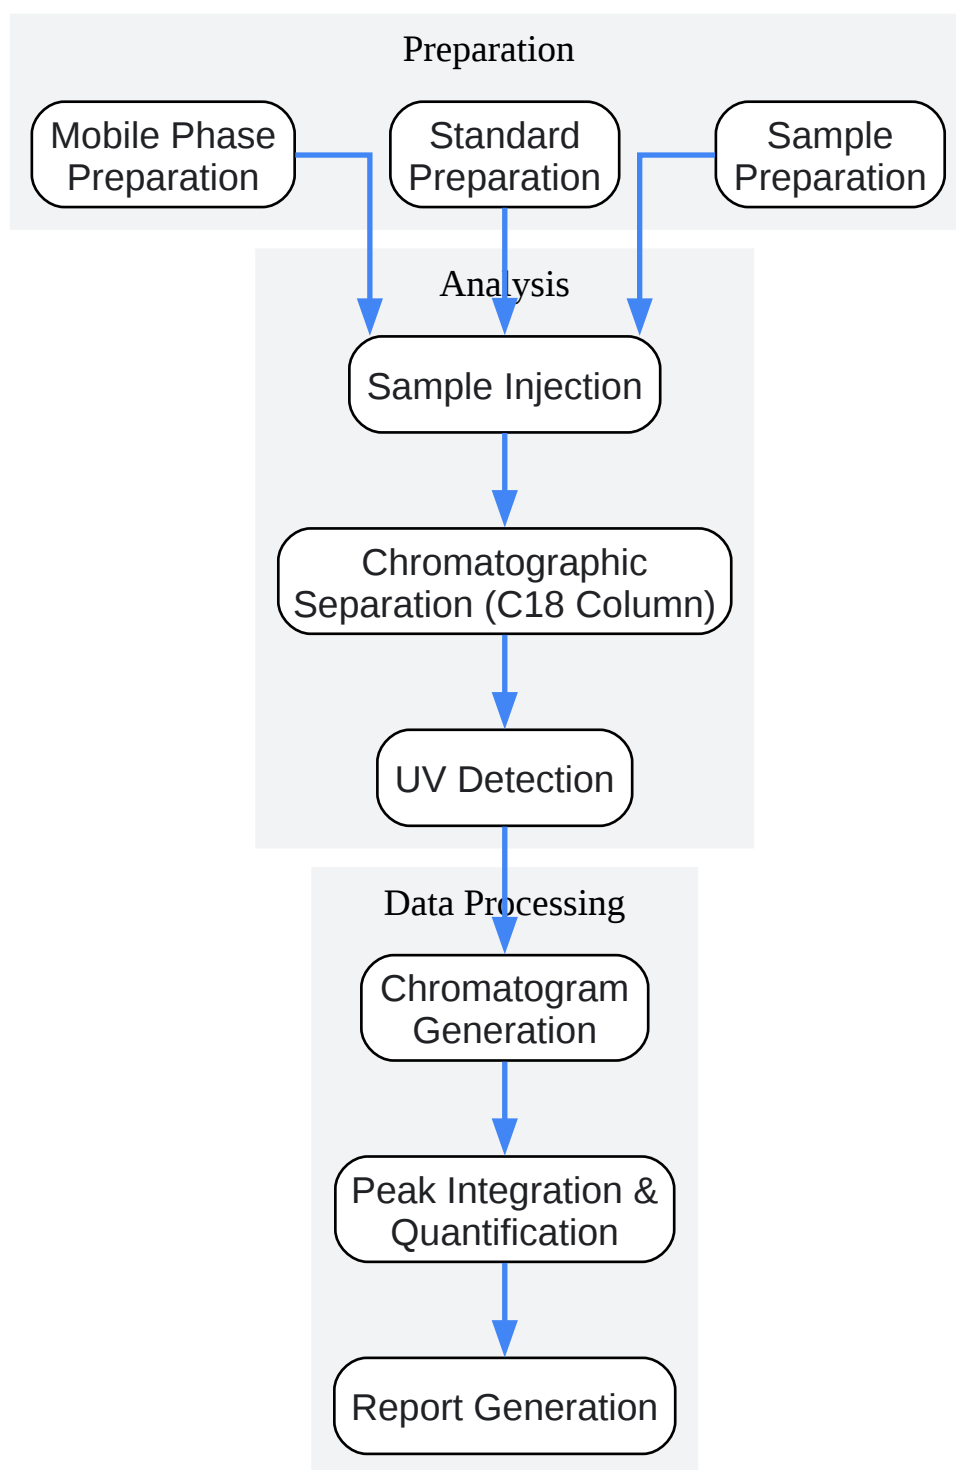 Preparation
Mobile Phase
Preparation
Standard
Preparation
Sample
Preparation
Analysis
Sample Injection
Chromatographic
Separation (C18 Column)
UV Detection
Data Processing
Chromatogram
Generation
Peak Integration &
Quantification
Report Generation